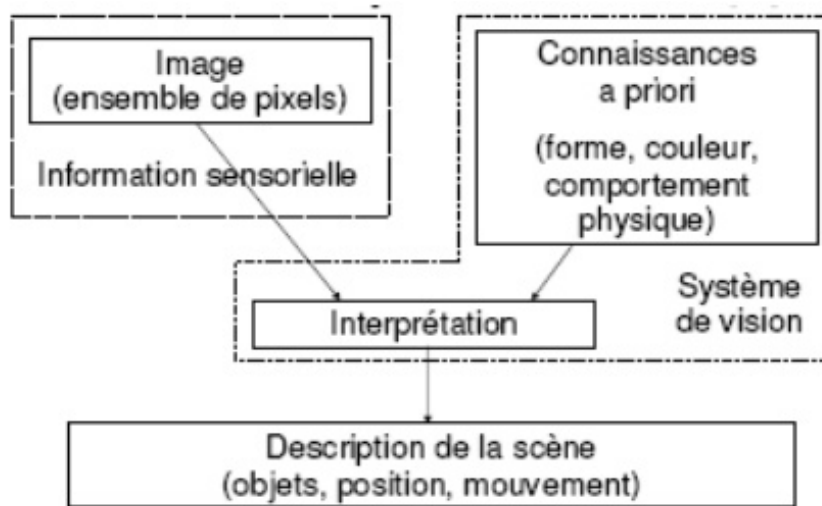 Image
(ensemble de pixels)
Information sensorielle
Connaissances
a priori
(forme, couleur,
comportement
physique)
Interprétation
Système
de vision
Description de la scène
(objets, position, mouvement)